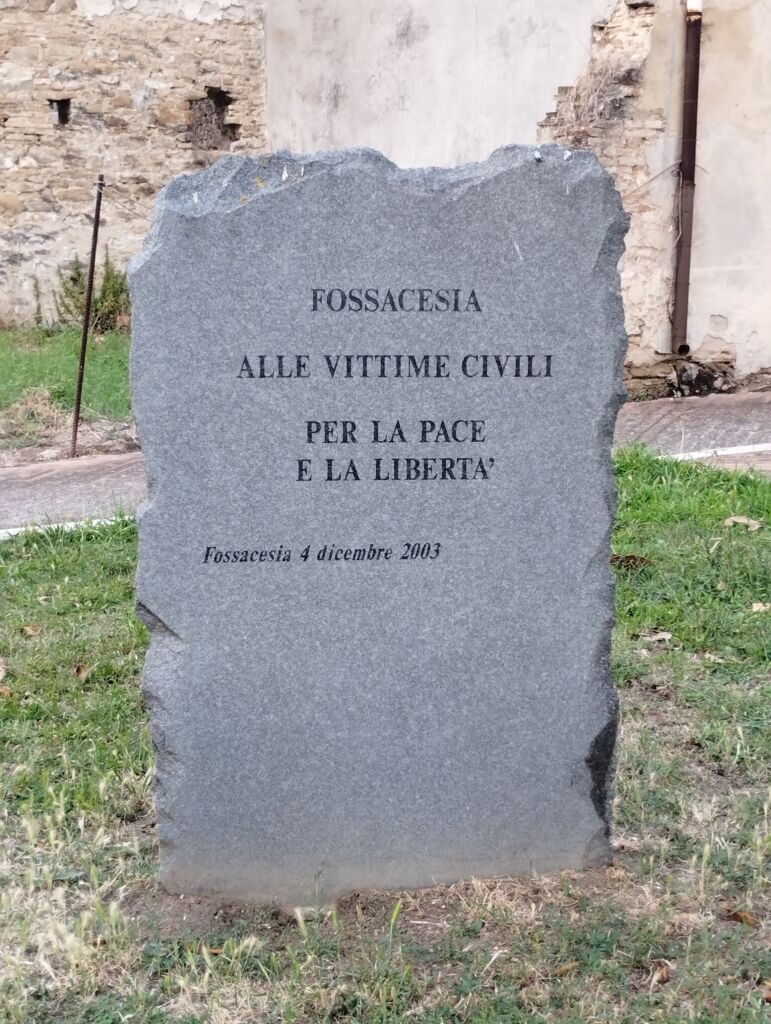 FOSSACESIA
ALLE VITTIME CIVILI
PER LA PACE
E LA LIBERTA'
Fossacesia 4 dicembre 2003